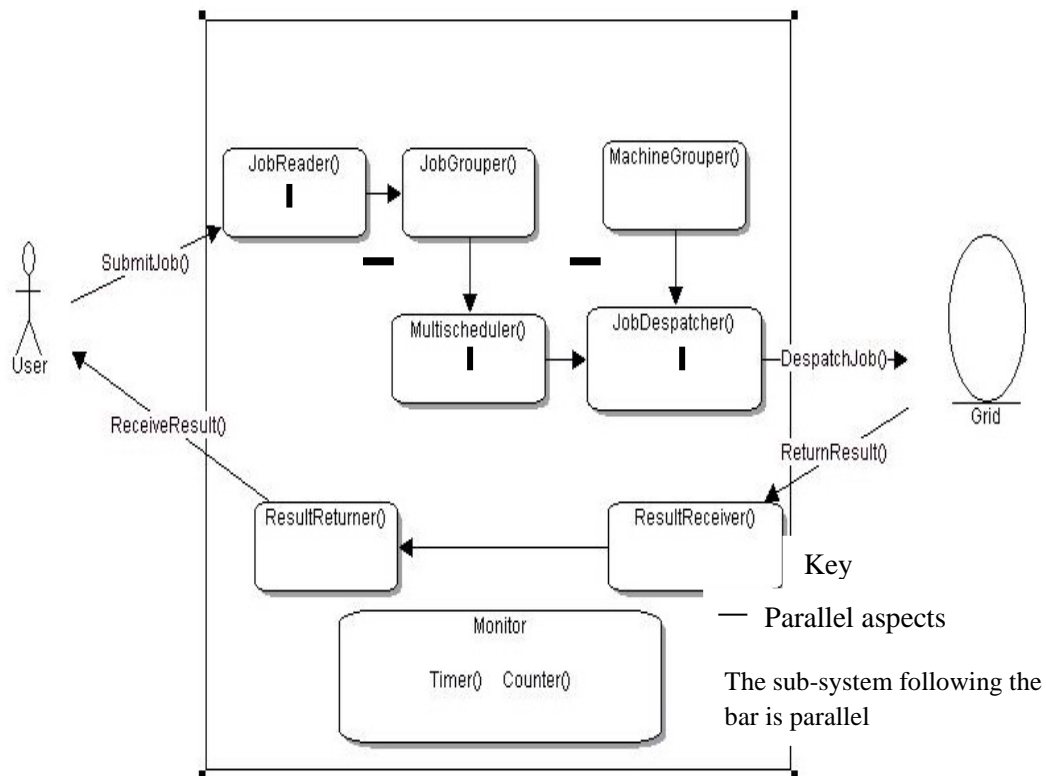 JobReader()
JobGrouper()
MachineGrouper()
SubmitJob()
User
Multischeduler()
JobDespatcher()
DespatchJob()
Grid
ReceiveResult()
ReturnResult()
ResultReturner()
ResultReceiver()
Key
Parallel aspects
Monitor
Timer() Counter()
The sub-system following the
bar is parallel